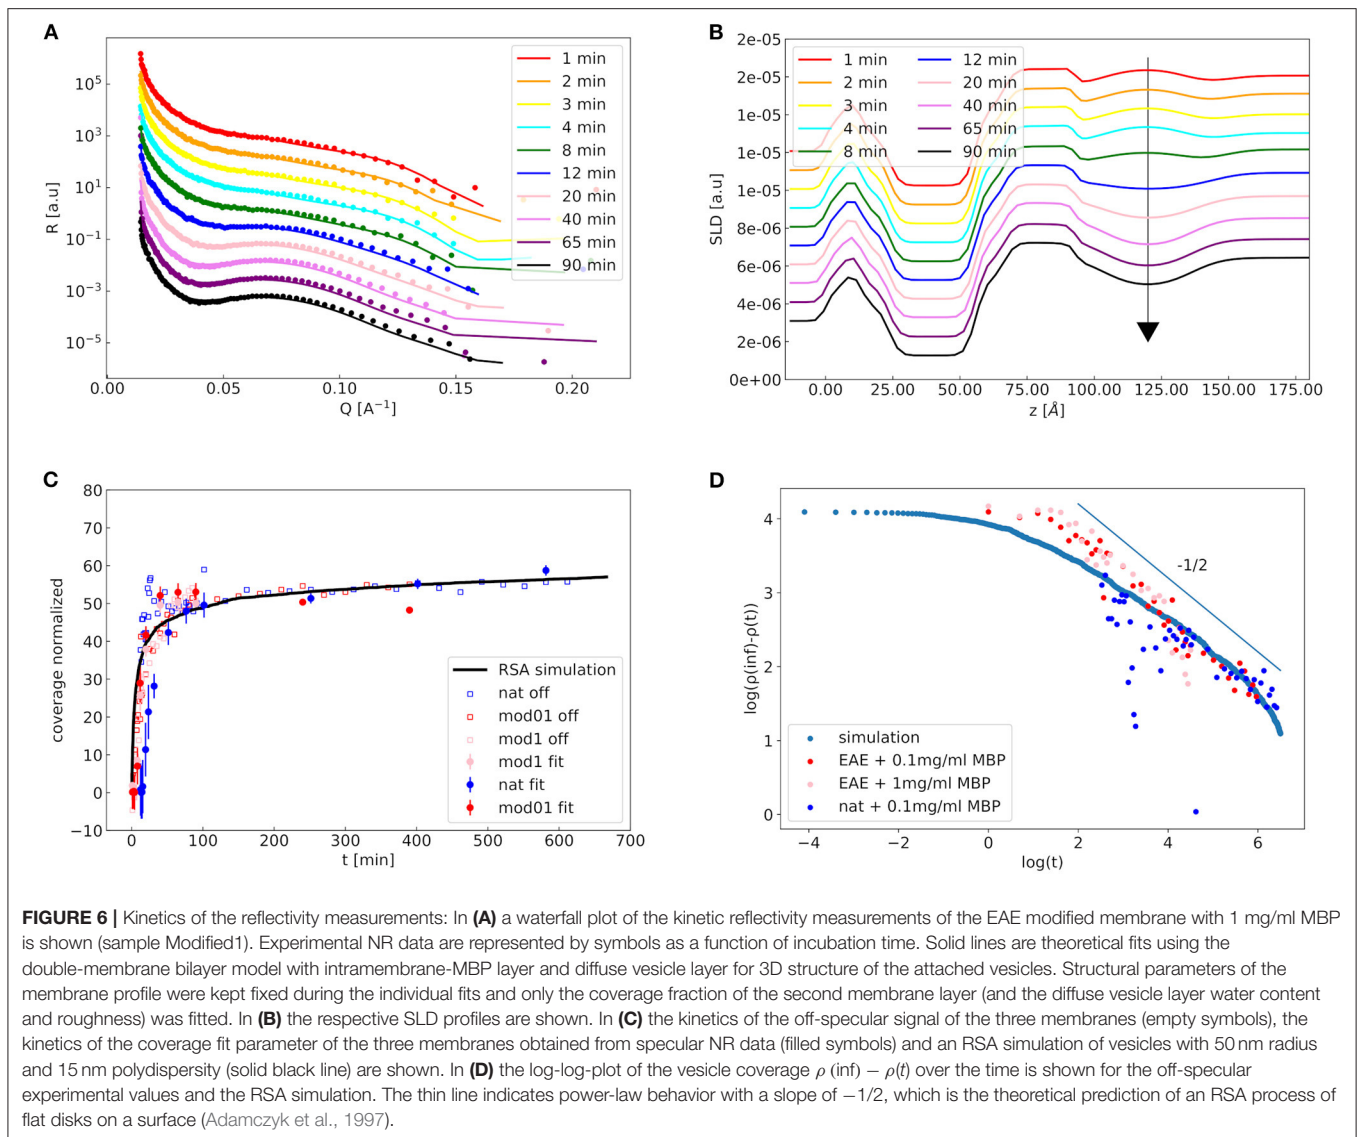 A
10^5
10^3
10^1
10^-1
10^-3
10^-5
R [a.u]
0.00
0.05
0.10
0.15
0.20
Q [A^-1]
1 min
2 min
3 min
4 min
8 min
12 min
20 min
40 min
65 min
90 min
B
2e-05
2e-05
1e-05
1e-05
1e-05
8e-06
6e-06
4e-06
2e-06
0e+00
SLD [a.u]
0.00
25.00
50.00
75.00
100.00
125.00
150.00
175.00
z [Å]
1 min
2 min
3 min
4 min
8 min
12 min
20 min
40 min
65 min
90 min
C
80
70
60
50
40
30
20
10
0
−10
coverage normalized
0
100
200
300
400
500
600
700
t [min]
RSA simulation
nat off
mod01 off
mod1 off
mod1 fit
nat fit
mod01 fit
D
4
3
2
1
0
log(ρ(inf)-ρ(t))
−4
−2
0
2
4
6
log(t)
-1/2
simulation
EAE + 0.1mg/ml MBP
EAE + 1mg/ml MBP
nat + 0.1mg/ml MBP
FIGURE 6 | Kinetics of the reflectivity measurements: In (A) a waterfall plot of the kinetic reflectivity measurements of the EAE modified membrane with 1 mg/ml MBP
is shown (sample Modified1). Experimental NR data are represented by symbols as a function of incubation time. Solid lines are theoretical fits using the
double-membrane bilayer model with intramembrane-MBP layer and diffuse vesicle layer for 3D structure of the attached vesicles. Structural parameters of the
membrane profile were kept fixed during the individual fits and only the coverage fraction of the second membrane layer (and the diffuse vesicle layer water content
and roughness) was fitted. In (B) the respective SLD profiles are shown. In (C) the kinetics of the off-specular signal of the three membranes (empty symbols), the
kinetics of the coverage fit parameter of the three membranes obtained from specular NR data (filled symbols) and an RSA simulation of vesicles with 50 nm radius
and 15 nm polydispersity (solid black line) are shown. In (D) the log-log-plot of the vesicle coverage ρ (inf) − ρ(t) over the time is shown for the off-specular
experimental values and the RSA simulation. The thin line indicates power-law behavior with a slope of −1/2, which is the theoretical prediction of an RSA process of
flat disks on a surface (Adamczyk et al., 1997).